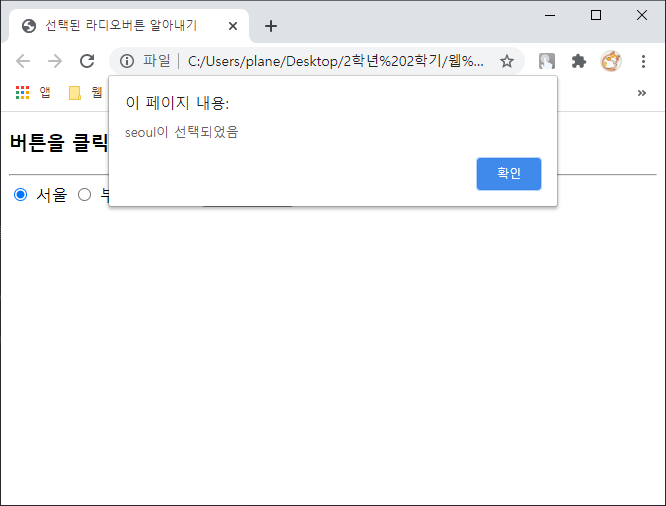 선택된 라디오버튼 알아내기
파일 C:/Users/plane/Desktop/2학년%202학기/웹%...
앱 웹
이 페이지 내용:
seoul이 선택되었음
확인
버튼을 클릭
서울